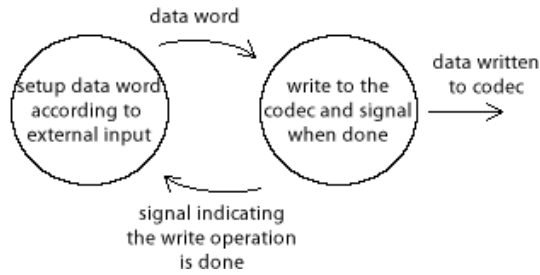 data word
setup data word
according to
external input
write to the
codec and signal
when done
data written
to codec
signal indicating
the write operation
is done